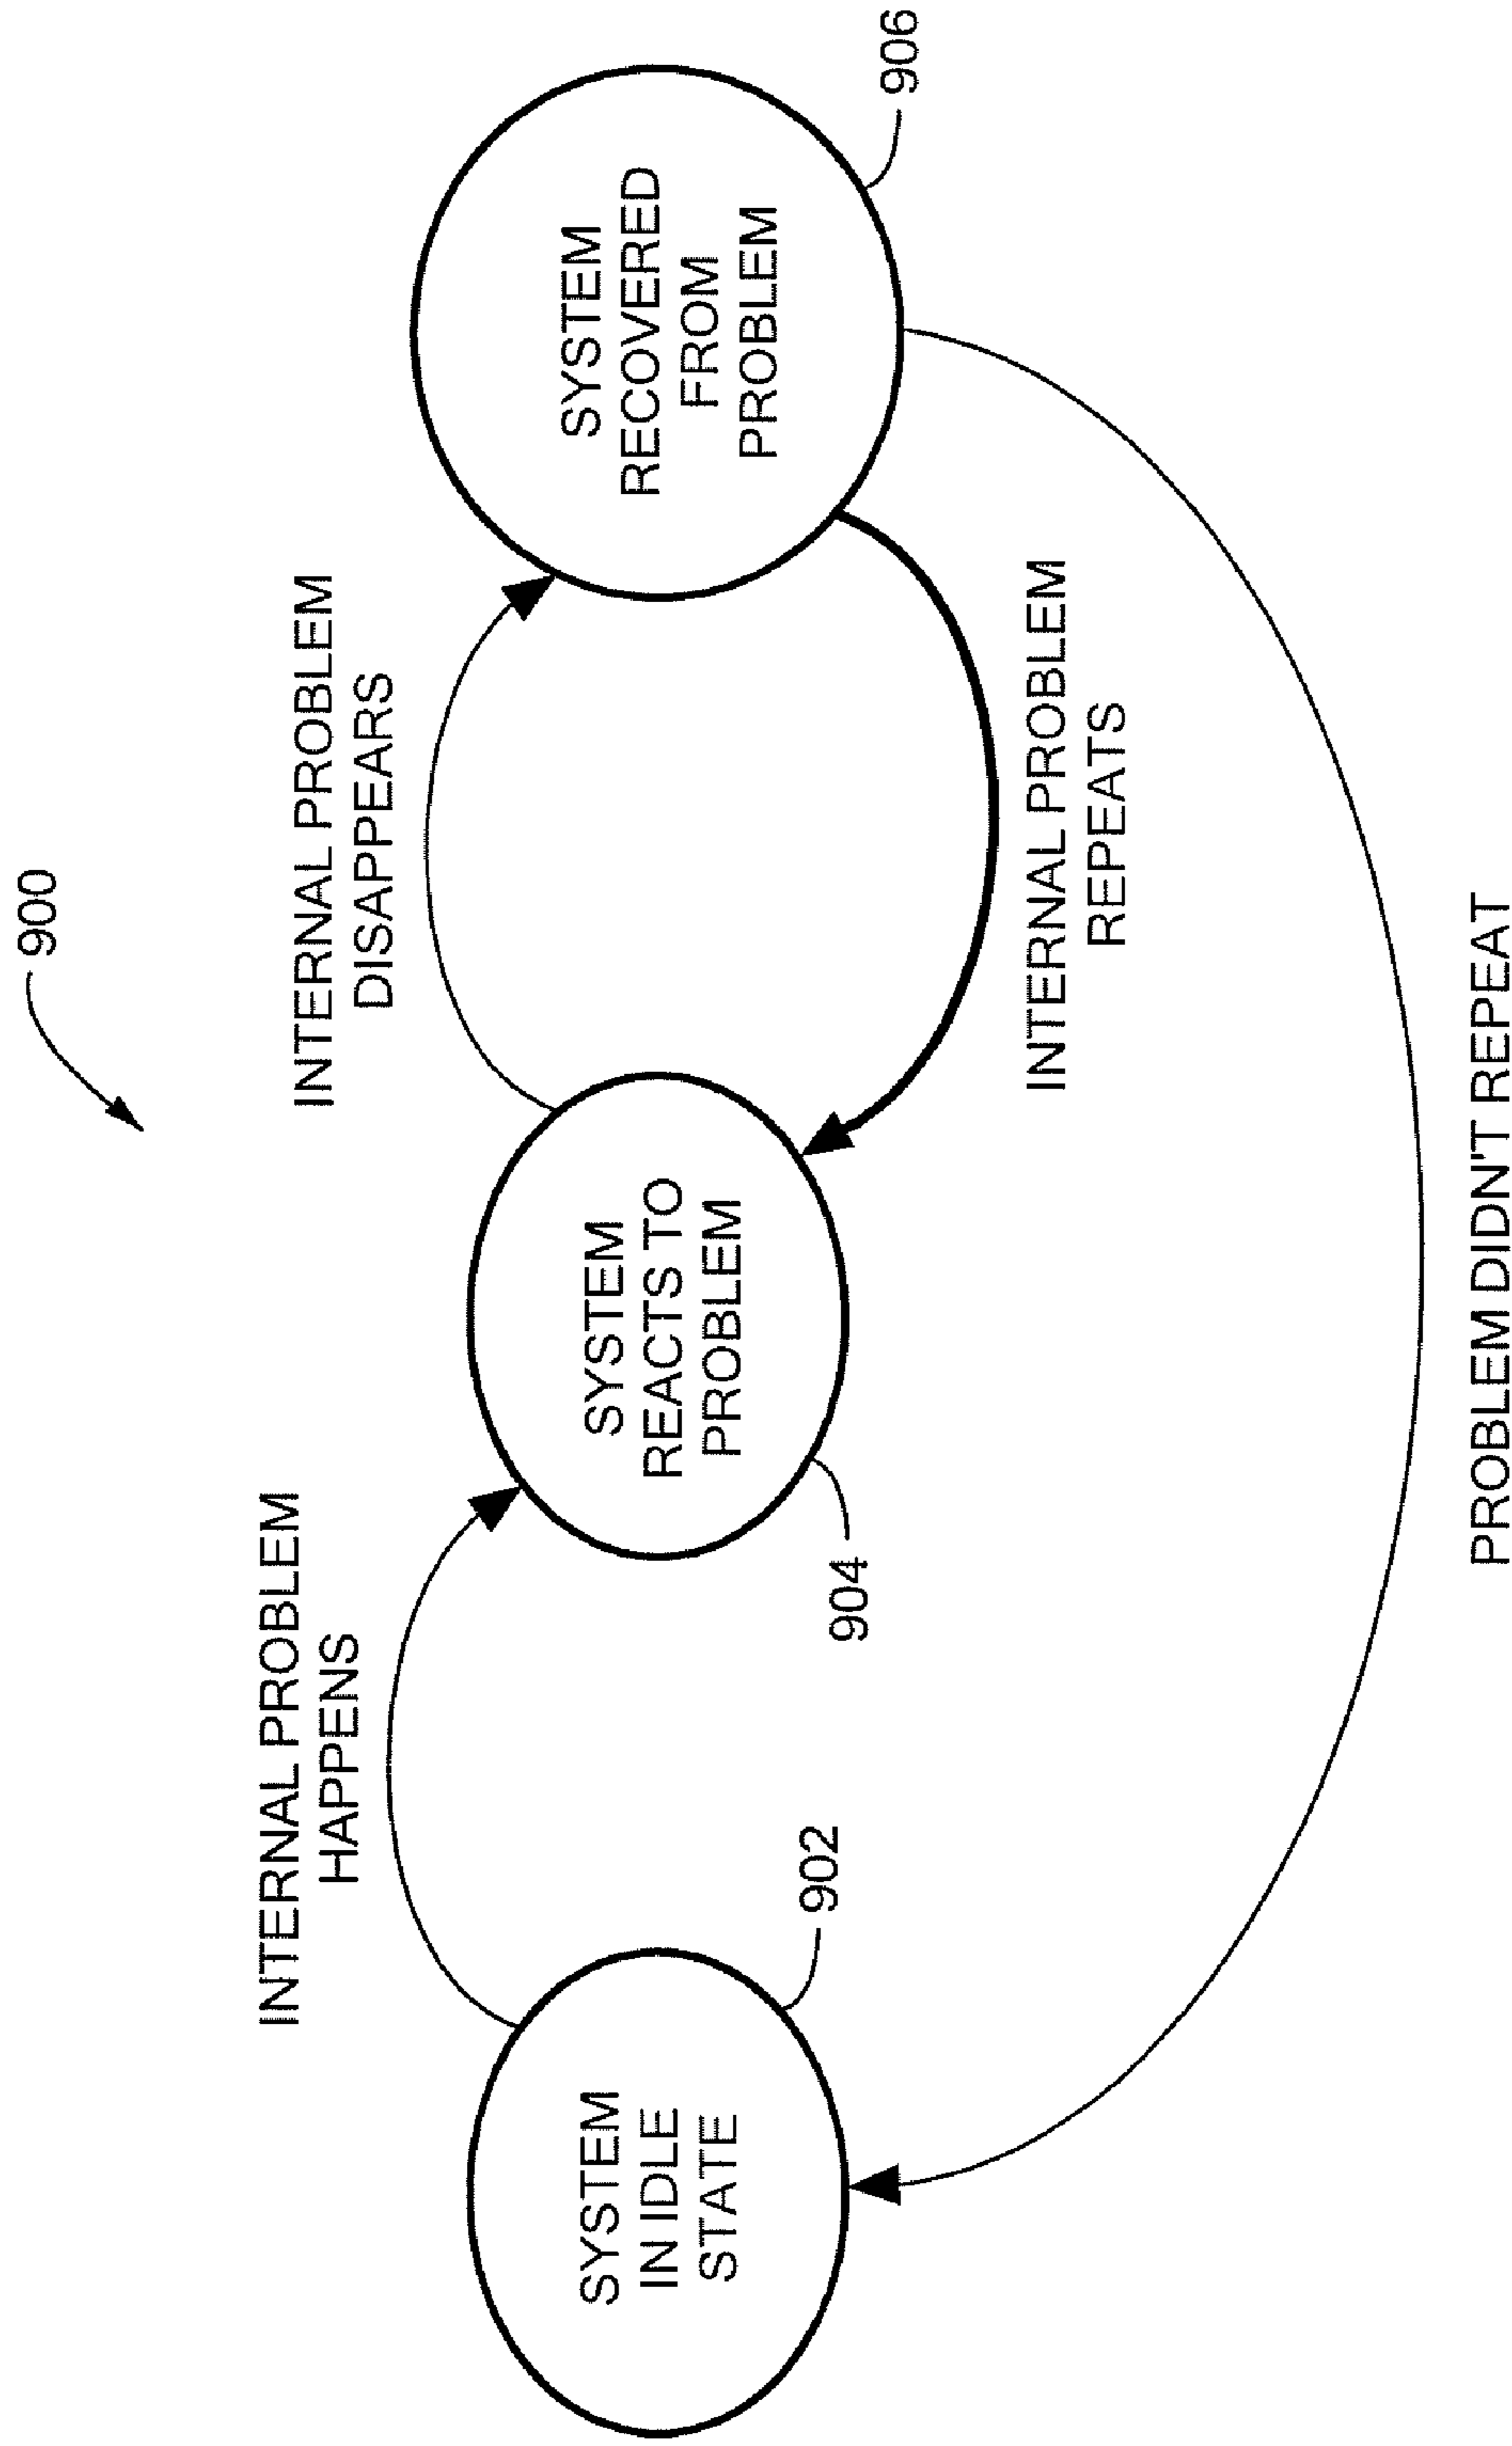 900
INTERNAL PROBLEM
HAPPENS
INTERNAL PROBLEM
DISAPPEARS
SYSTEM
IN IDLE
STATE
902
SYSTEM
REACTS TO
PROBLEM
904
SYSTEM
RECOVERED
FROM
PROBLEM
906
INTERNAL PROBLEM
REPEATS
PROBLEM DIDN'T REPEAT